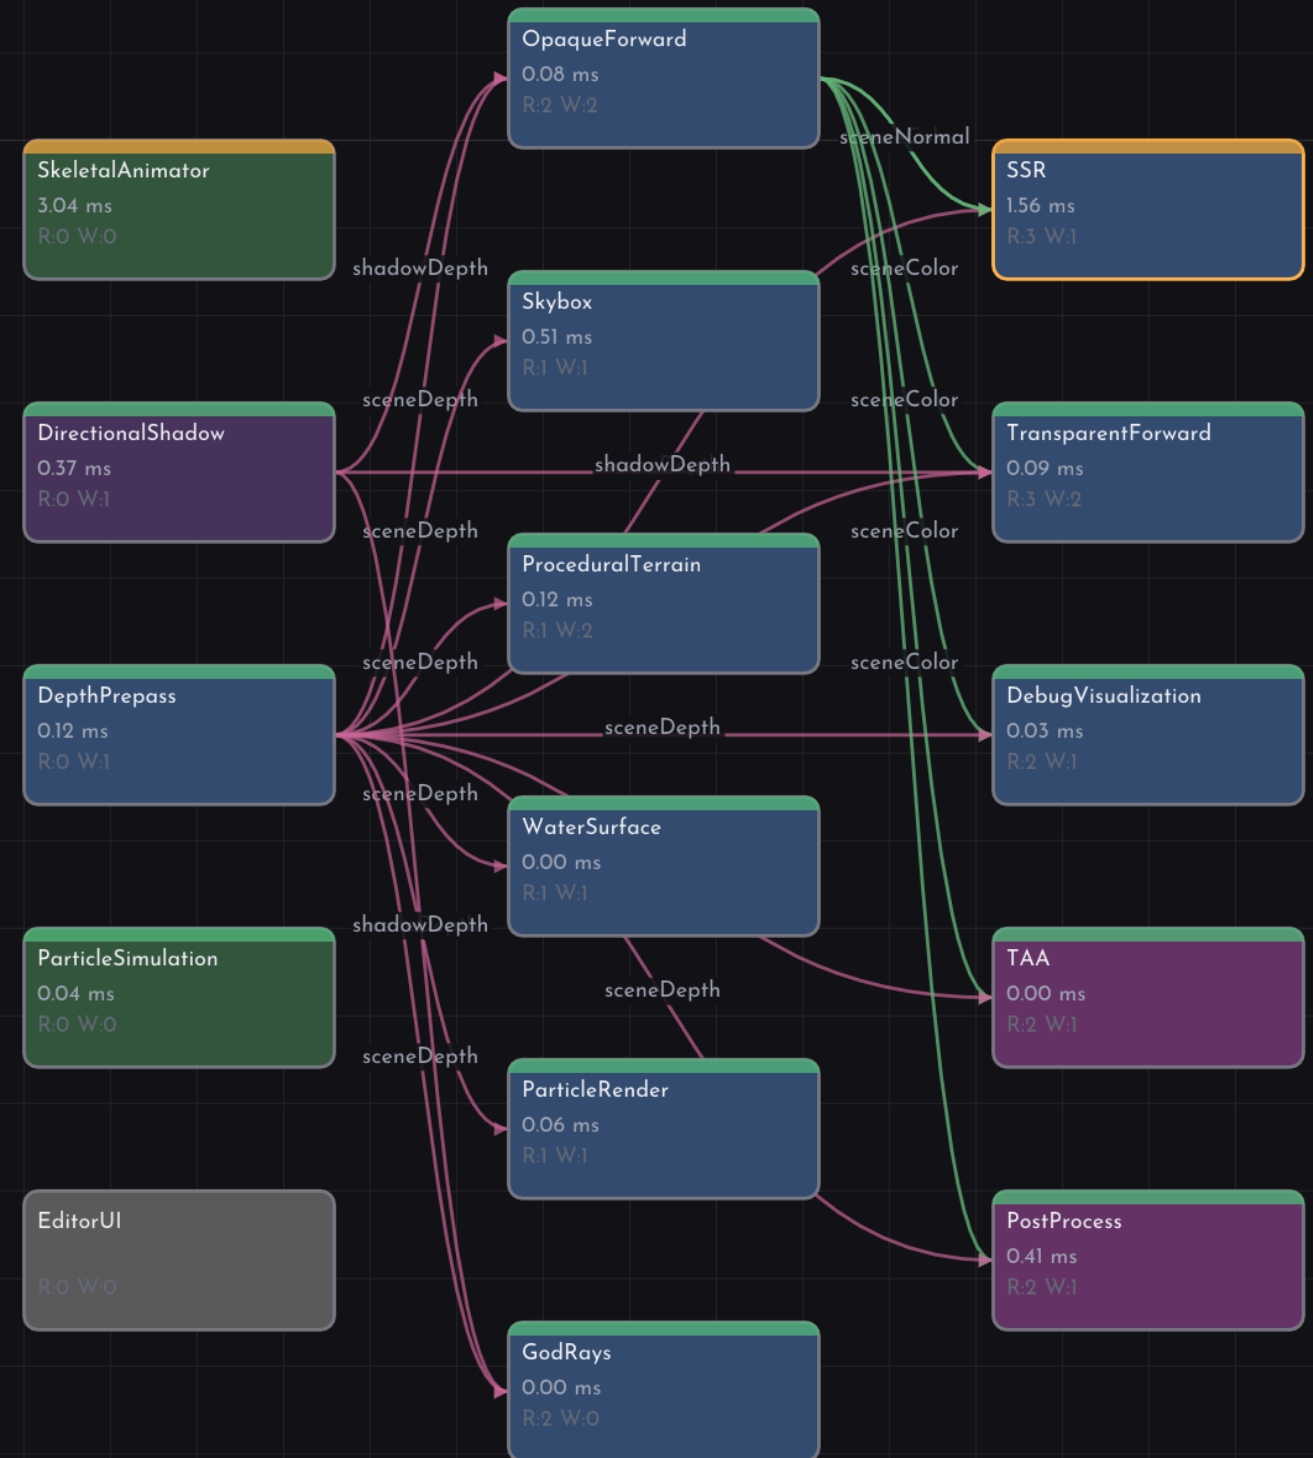 OpaqueForward
0.08 ms
R:2 W:2
sceneNormal
SkeletalAnimator
3.04 ms
R:0 W:0
SSR
1.56 ms
R:3 W:1
shadowDepth
sceneColor
Skybox
0.51 ms
R:1 W:1
sceneDepth
sceneColor
DirectionalShadow
0.37 ms
R:0 W:1
shadowDepth
TransparentForward
0.09 ms
R:3 W:2
sceneDepth
sceneColor
ProceduralTerrain
0.12 ms
R:1 W:2
sceneDepth
sceneColor
DepthPrepass
0.12 ms
R:0 W:1
sceneDepth
DebugVisualization
0.03 ms
R:2 W:1
sceneDepth
WaterSurface
0.00 ms
R:1 W:1
shadowDepth
ParticleSimulation
0.04 ms
R:0 W:0
sceneDepth
TAA
0.00 ms
R:2 W:1
sceneDepth
ParticleRender
0.06 ms
R:1 W:1
EditorUI
R:0 W:0
PostProcess
0.41 ms
R:2 W:1
GodRays
0.00 ms
R:2 W:0